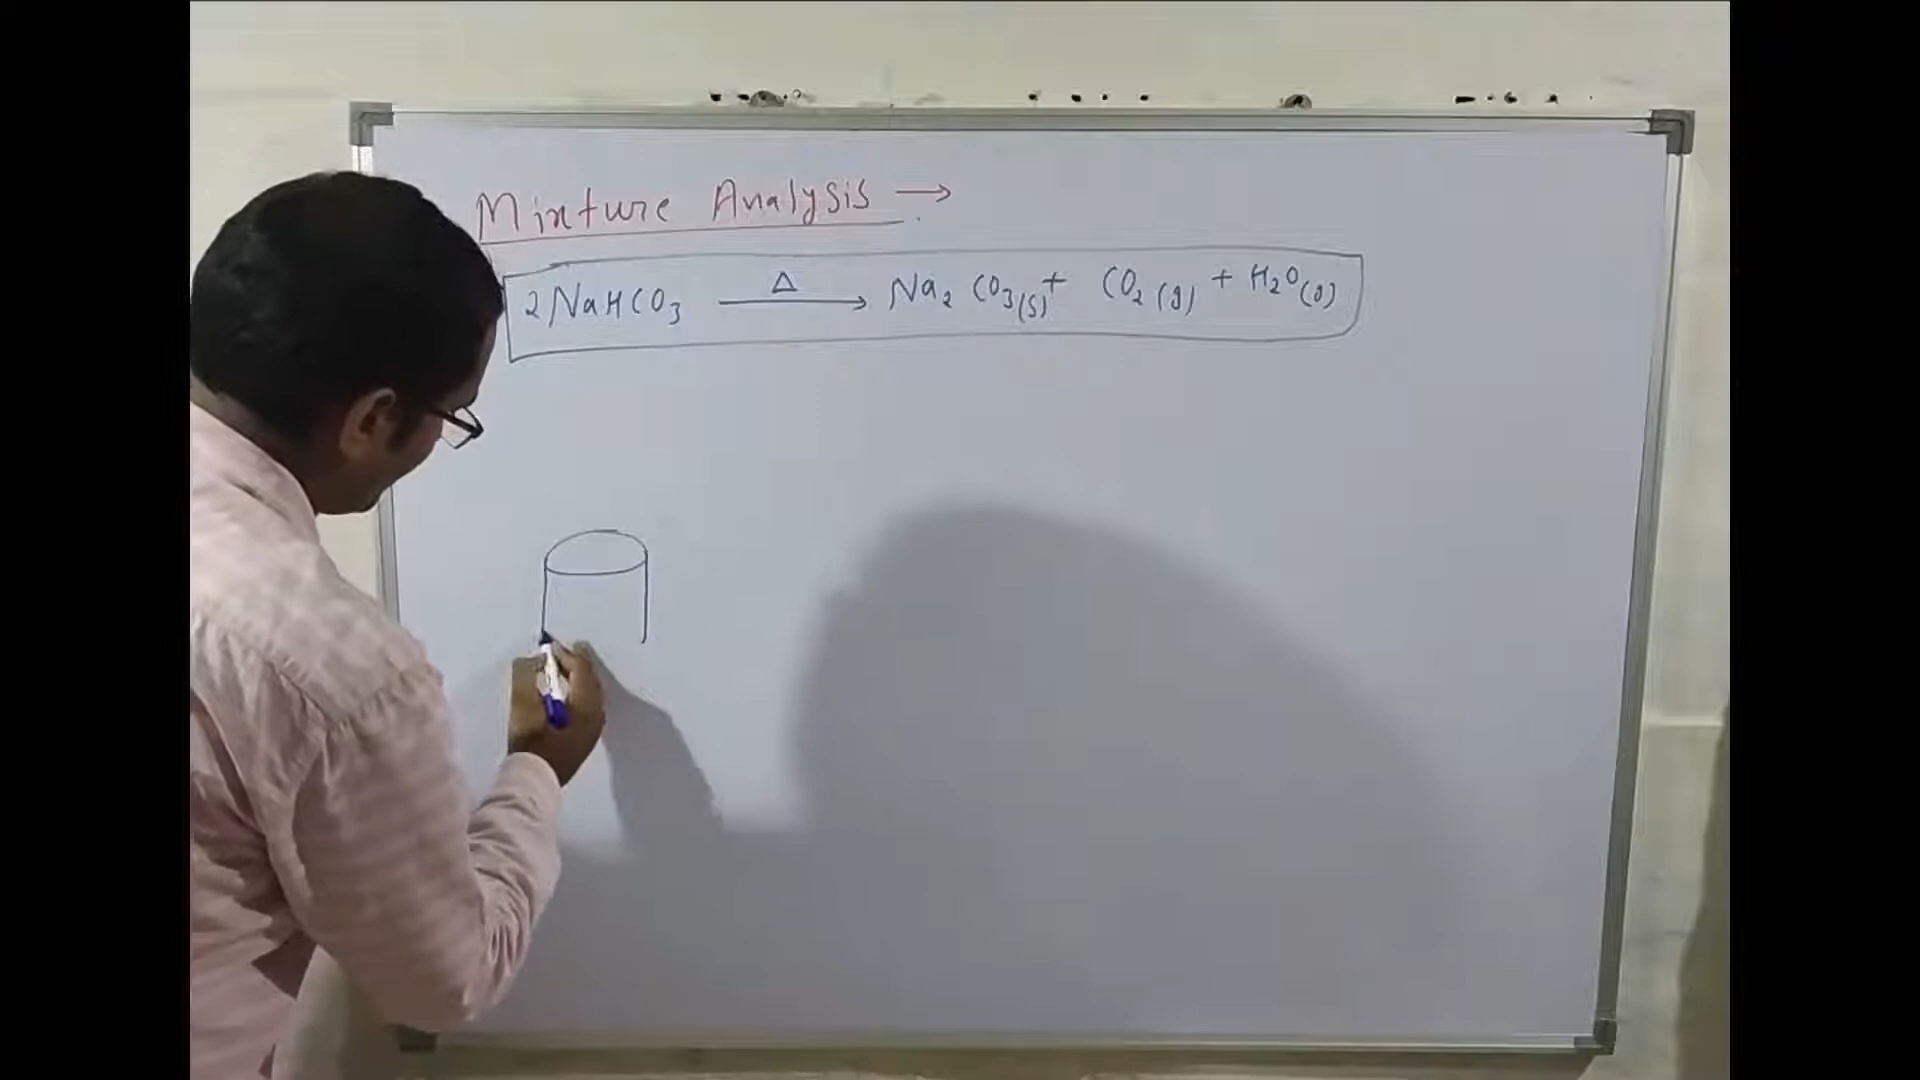 Mixture Analysis →
2NaHCO₃ —Δ→ Na₂CO₃(s) + CO₂(g) + H₂O(g)